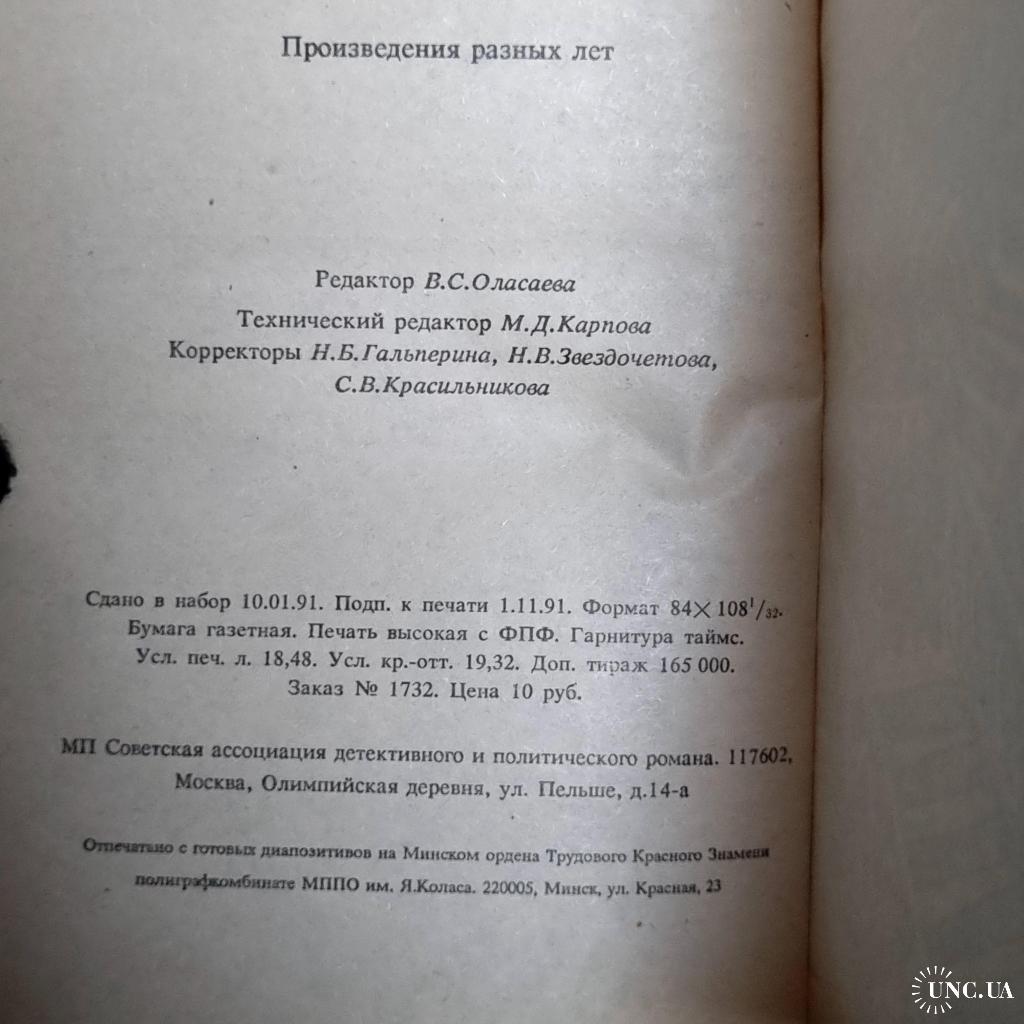 Произведения разных лет
Редактор В.С.Оласаева
Технический редактор М.Д.Карпова
Корректоры Н.Б.Гальперина, Н.В.Звездочетова,
С.В.Красильникова
Сдано в набор 10.01.91. Подп. к печати 1.11.91. Формат 84×108¹/₃₂.
Бумага газетная. Печать высокая с ФПФ. Гарнитура таймс.
Усл. печ. л. 18,48. Усл. кр.-отт. 19,32. Доп. тираж 165 000.
Заказ № 1732. Цена 10 руб.
МП Советская ассоциация детективного и политического романа. 117602,
Москва, Олимпийская деревня, ул. Пельше, д.14-а
Отпечатано с готовых диапозитивов на Минском ордена Трудового Красного Знамени
полиграфкомбинате МППО им. Я.Коласа. 220005, Минск, ул. Красная, 23
UNC.UA